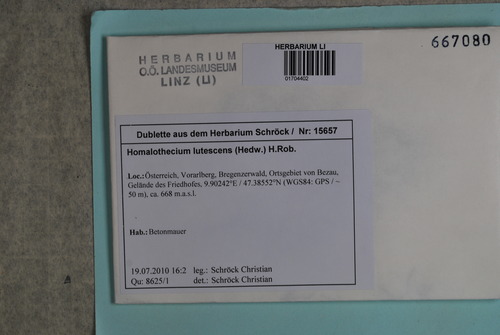 HERBARIUM
O.Ö. LANDESMUSEUM
LINZ (LI)
HERBARIUM LI
01704402
667080
Dublette aus dem Herbarium Schröck / Nr: 15657
Homalothecium lutescens (Hedw.) H.Rob.
Loc.:Österreich, Vorarlberg, Bregenzerwald, Ortsgebiet von Bezau,
Gelände des Friedhofes, 9.90242°E / 47.38552°N (WGS84: GPS / ~
50 m), ca. 668 m.a.s.l.
Hab.: Betonmauer
19.07.2010 16:2 leg.: Schröck Christian
Qu: 8625/1 det.: Schröck Christian